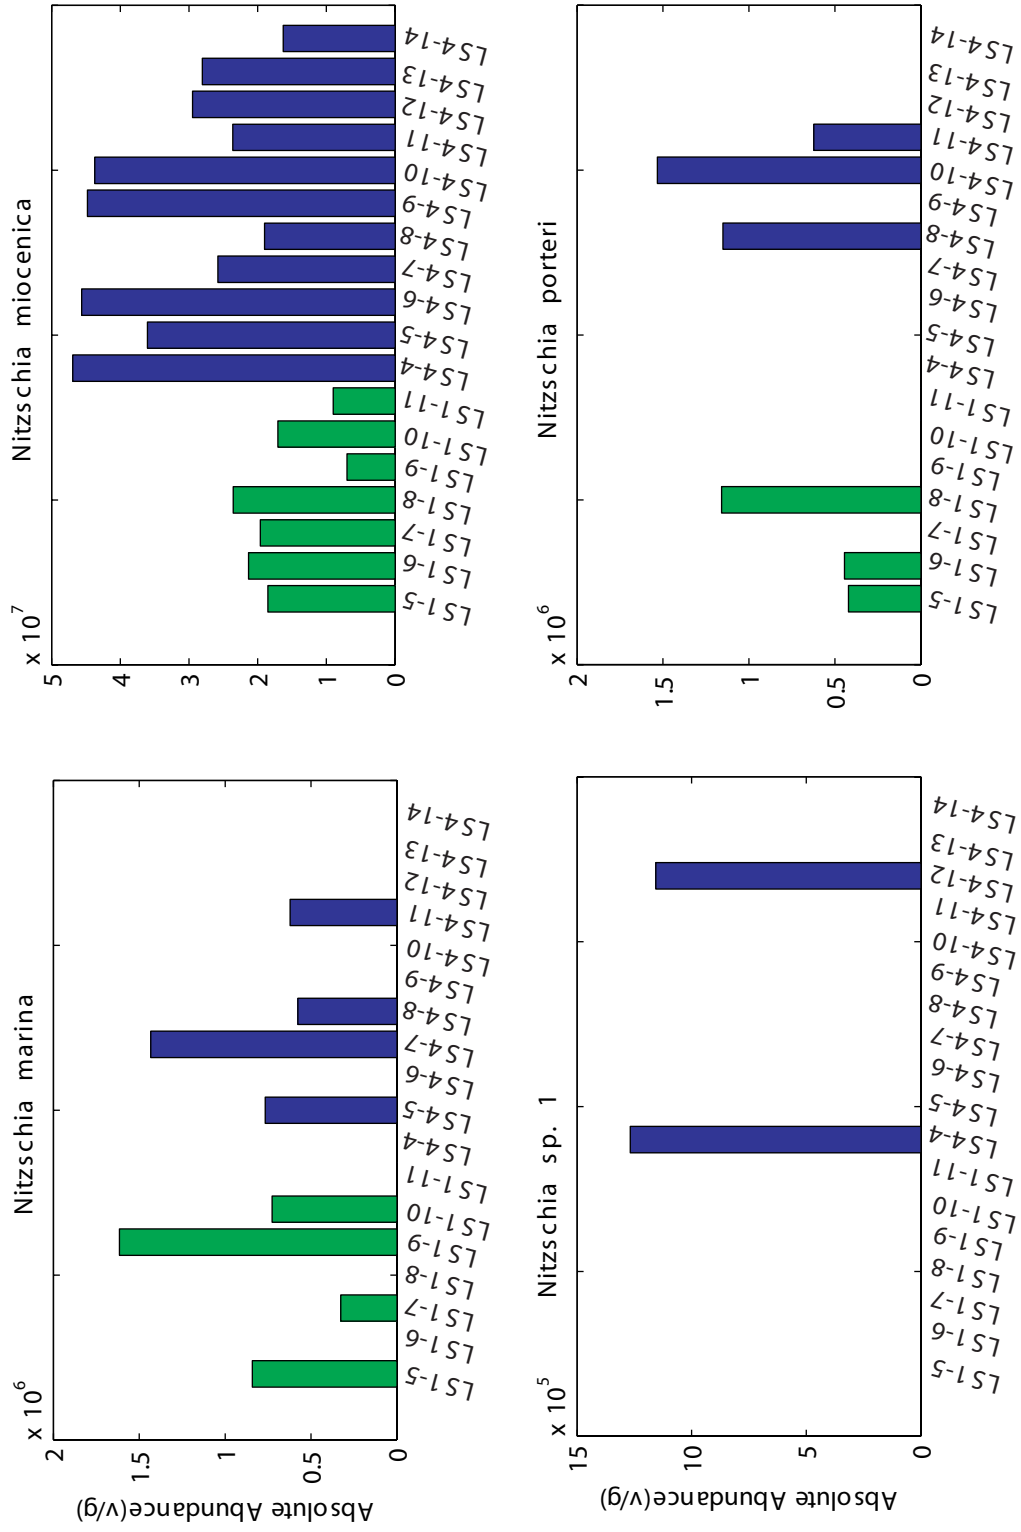 Nitzschia marina
x 10^6
2
1.5
1
0.5
0
Absolute Abundance(v/g)
LS1-5
LS1-6
LS1-7
LS1-8
LS1-9
LS1-10
LS1-11
LS4-4
LS4-5
LS4-6
LS4-7
LS4-8
LS4-9
LS4-10
LS4-11
LS4-12
LS4-13
LS4-14
Nitzschia miocenica
x 10^7
5
4
3
2
1
0
LS1-5
LS1-6
LS1-7
LS1-8
LS1-9
LS1-10
LS1-11
LS4-4
LS4-5
LS4-6
LS4-7
LS4-8
LS4-9
LS4-10
LS4-11
LS4-12
LS4-13
LS4-14
Nitzschia sp. 1
x 10^5
15
10
5
0
Absolute Abundance(v/g)
LS1-5
LS1-6
LS1-7
LS1-8
LS1-9
LS1-10
LS1-11
LS4-4
LS4-5
LS4-6
LS4-7
LS4-8
LS4-9
LS4-10
LS4-11
LS4-12
LS4-13
LS4-14
Nitzschia porteri
x 10^6
2
1.5
1
0.5
0
LS1-5
LS1-6
LS1-7
LS1-8
LS1-9
LS1-10
LS1-11
LS4-4
LS4-5
LS4-6
LS4-7
LS4-8
LS4-9
LS4-10
LS4-11
LS4-12
LS4-13
LS4-14